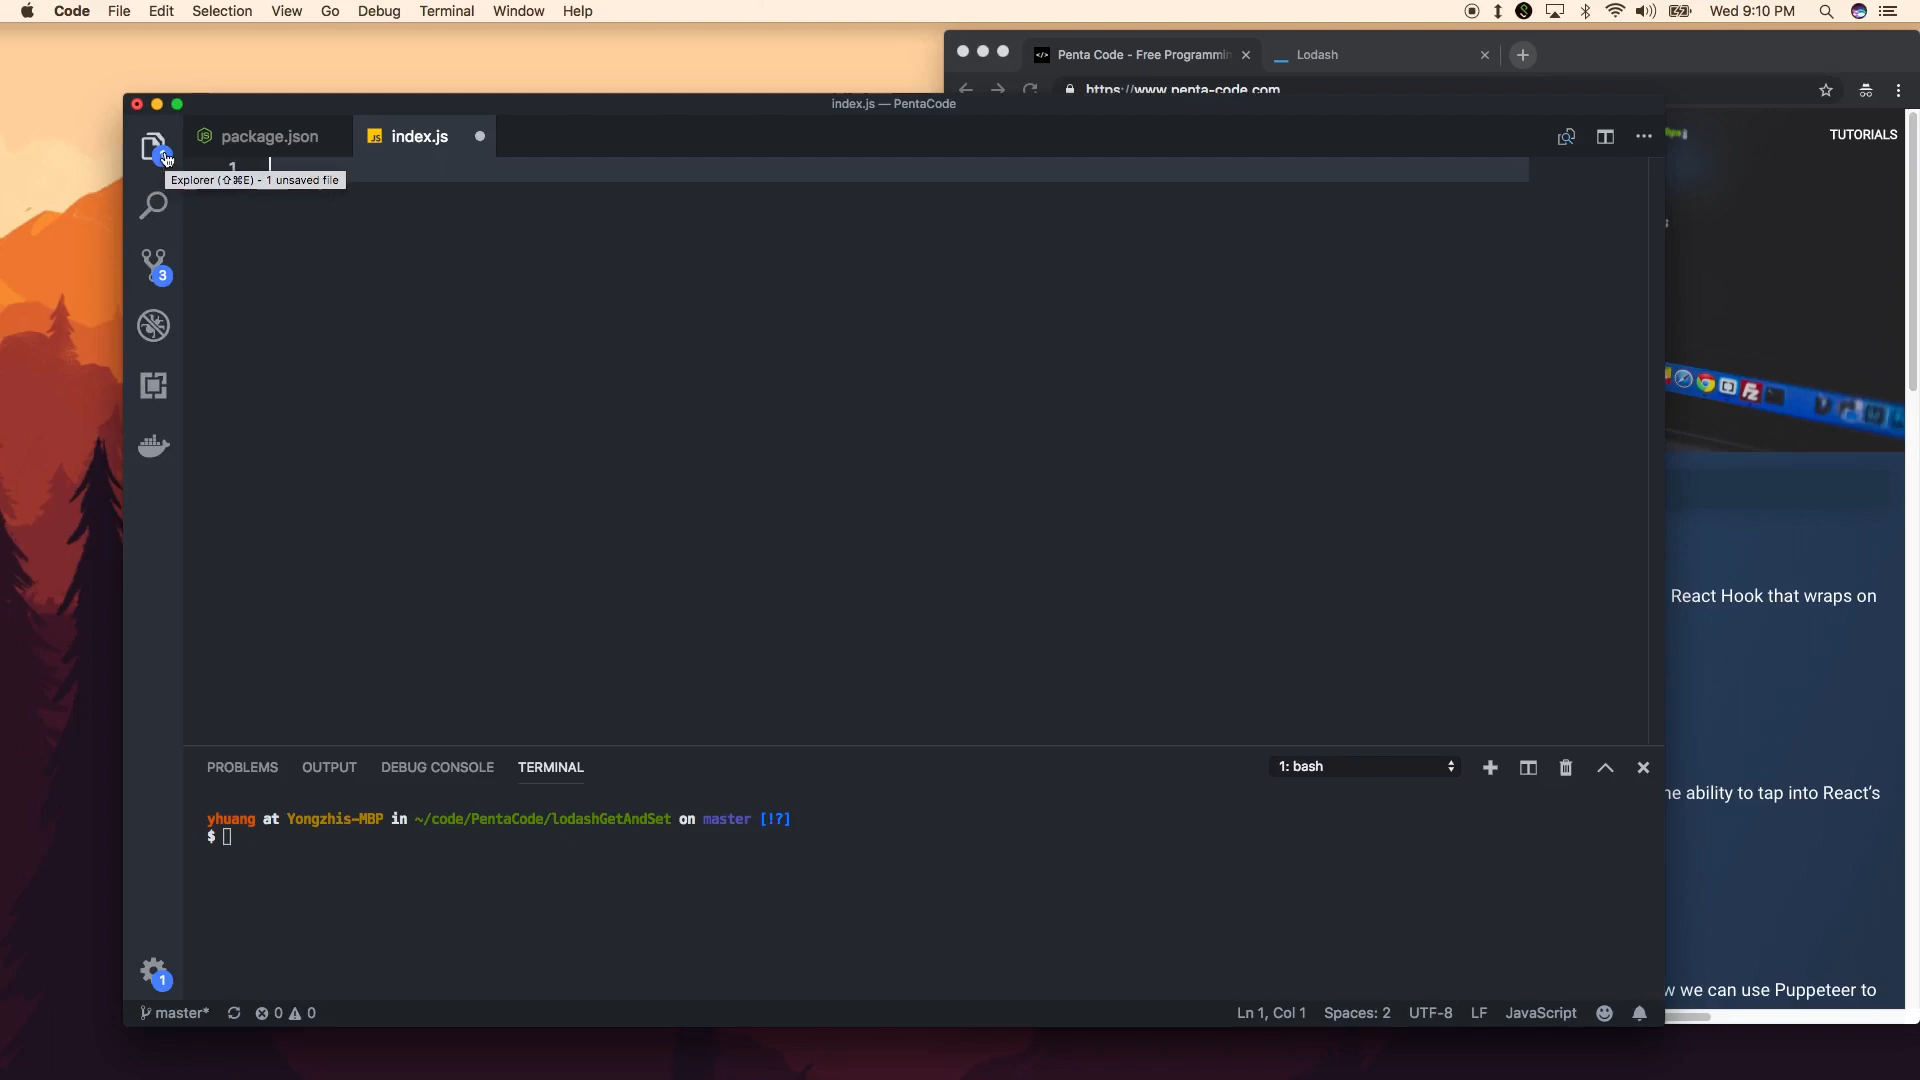 Code File Edit Selection View Go Debug Terminal Window Help
Wed 9:10 PM
Penta Code - Free Programmin
Lodash
https://www.penta-code.com
index.js — PentaCode
package.json
JS index.js
TUTORIALS
1
Explorer (⇧⌘E) - 1 unsaved file
3
React Hook that wraps on
PROBLEMS OUTPUT DEBUG CONSOLE TERMINAL
1: bash
he ability to tap into React's
yhuang at Yongzhis-MBP in ~/code/PentaCode/lodashGetAndSet on master [!?]
$
1
w we can use Puppeteer to
master* 0 0
Ln 1, Col 1 Spaces: 2 UTF-8 LF JavaScript